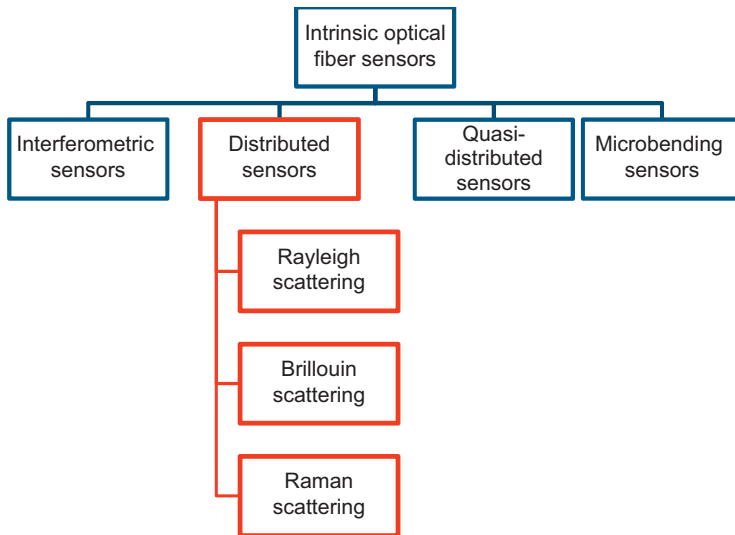 Intrinsic optical
fiber sensors
Interferometric
sensors
Distributed
sensors
Quasi-
distributed
sensors
Microbending
sensors
Rayleigh
scattering
Brillouin
scattering
Raman
scattering